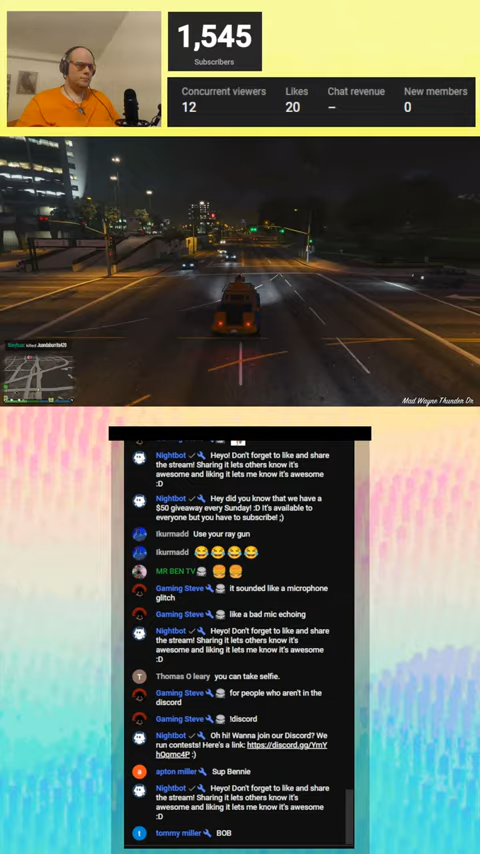 1,545
Subscribers
Concurrent viewers Likes Chat revenue New members
12 20 – 0
killed
Mad Wayne Thunder Dr
Nightbot Heyo! Don't forget to like and share
the stream! Sharing it lets others know it's
awesome and liking it lets me know it's awesome
:D
Nightbot Hey did you know that we have a
$50 giveaway every Sunday! :D It's available to
everyone but you have to subscribe! ;)
Ikurmadd Use your ray gun
Ikurmadd
MR BEN TV
Gaming Steve it sounded like a microphone
glitch
Gaming Steve like a bad mic echoing
Nightbot Heyo! Don't forget to like and share
the stream! Sharing it lets others know it's
awesome and liking it lets me know it's awesome
:D
T Thomas O leary you can take selfie.
Gaming Steve for people who aren't in the
discord
Gaming Steve !discord
Nightbot Oh hi! Wanna join our Discord? We
run contests! Here's a link: https://discord.gg/YmY
hQqmc4P :)
a apton miller Sup Bennie
Nightbot Heyo! Don't forget to like and share
the stream! Sharing it lets others know it's
awesome and liking it lets me know it's awesome
:D
t tommy miller BOB